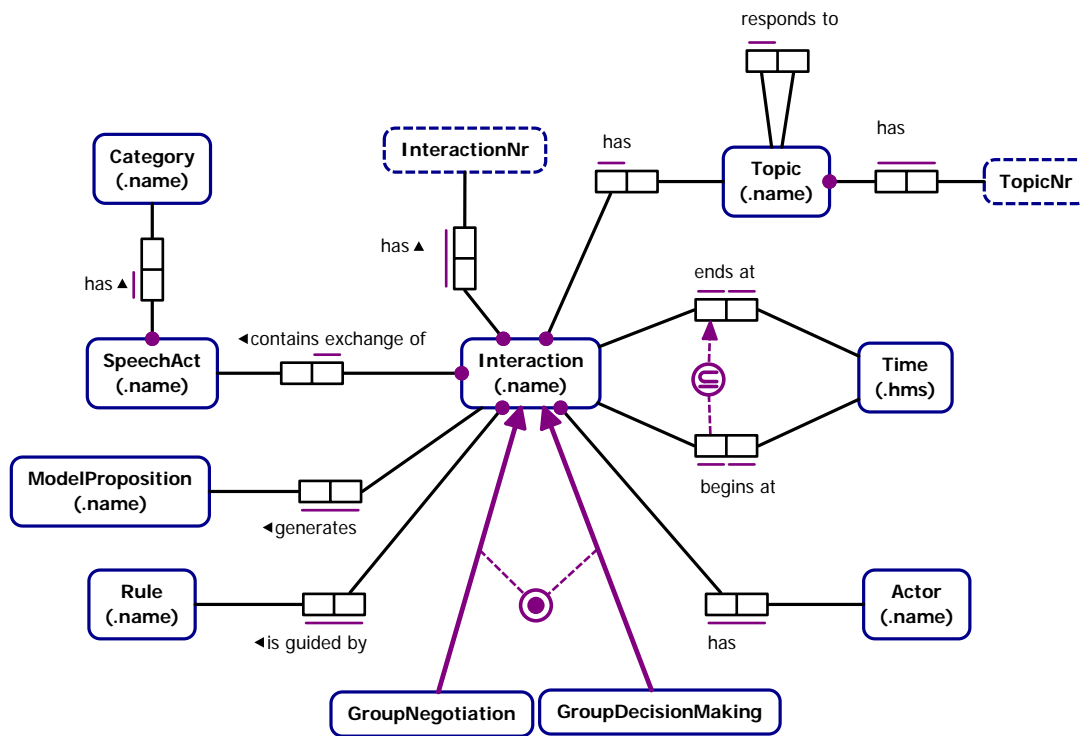 responds to
has
Category
(.name)
InteractionNr
has
Topic
(.name)
TopicNr
has ▲
has ▲
ends at
◄contains exchange of
SpeechAct
(.name)
Interaction
(.name)
Time
(.hms)
ModelProposition
(.name)
begins at
◄generates
Rule
(.name)
Actor
(.name)
◄is guided by
has
GroupNegotiation
GroupDecisionMaking